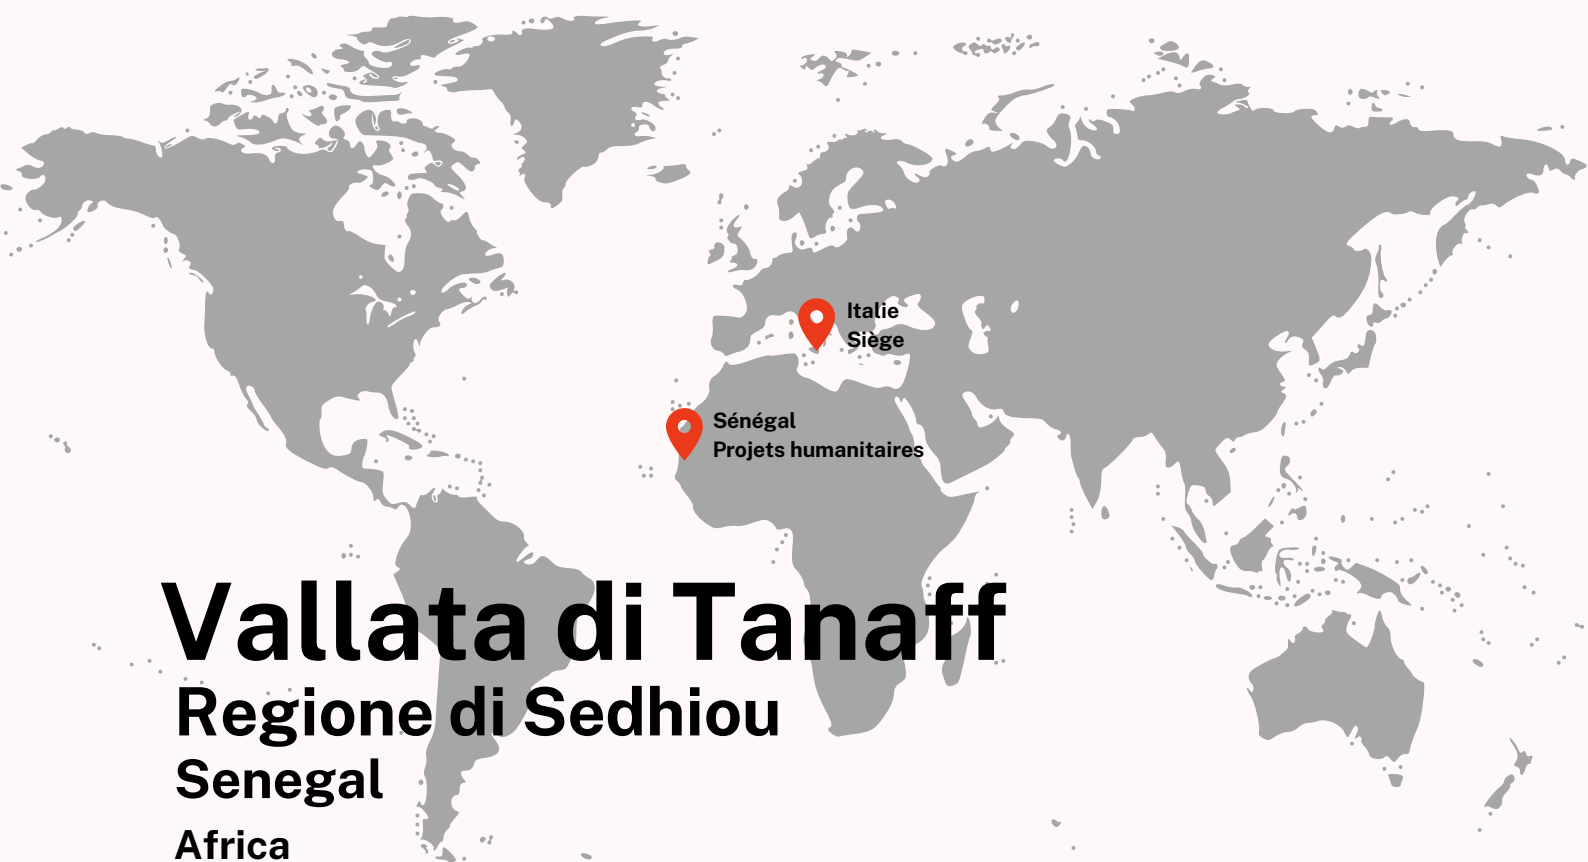 Italie
Siège
Sénégal
Projets humanitaires
Vallata di Tanaff
Regione di Sedhiou
Senegal
Africa